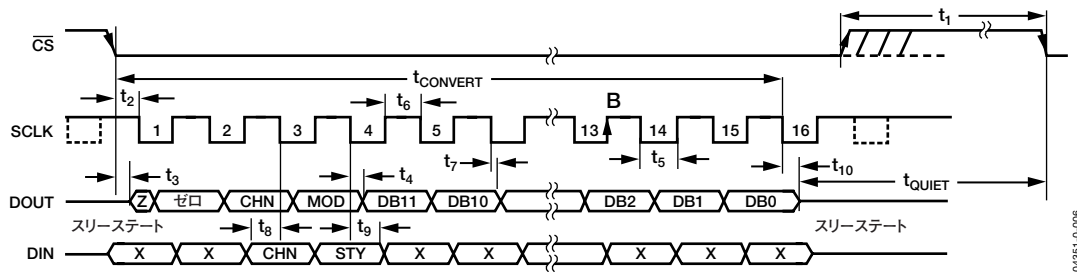 t1
CS
tCONVERT
t2 t6 B
SCLK 1 2 3 4 5 13 14 15 16
t3 t7 t4 t5 t10
DOUT Z ゼロ CHN MOD DB11 DB10 DB2 DB1 DB0 tQUIET
スリーステート t8 t9 スリーステート
DIN X X CHN STY X X X X X
04351-0-006